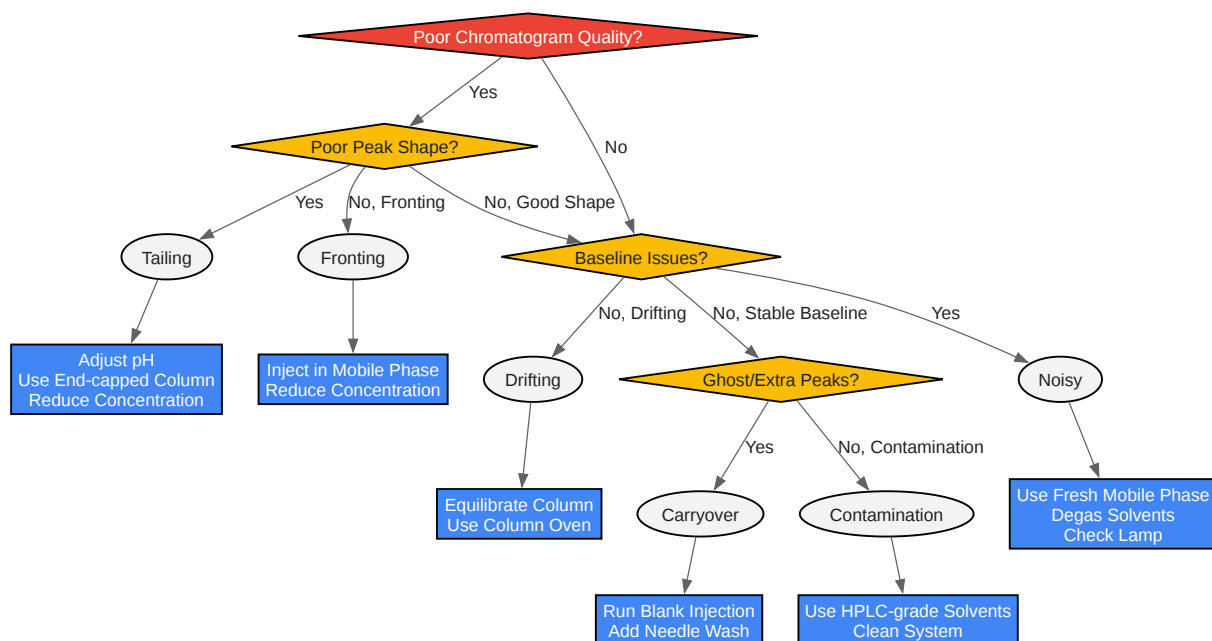 Poor Chromatogram Quality?
Yes
Poor Peak Shape?
No
Yes
No, Fronting
No, Good Shape
Tailing
Fronting
Baseline Issues?
No, Drifting
No, Stable Baseline
Yes
Adjust pH
Use End-capped Column
Reduce Concentration
Inject in Mobile Phase
Reduce Concentration
Drifting
Ghost/Extra Peaks?
Noisy
Yes
No, Contamination
Equilibrate Column
Use Column Oven
Carryover
Contamination
Use Fresh Mobile Phase
Degas Solvents
Check Lamp
Run Blank Injection
Add Needle Wash
Use HPLC-grade Solvents
Clean System